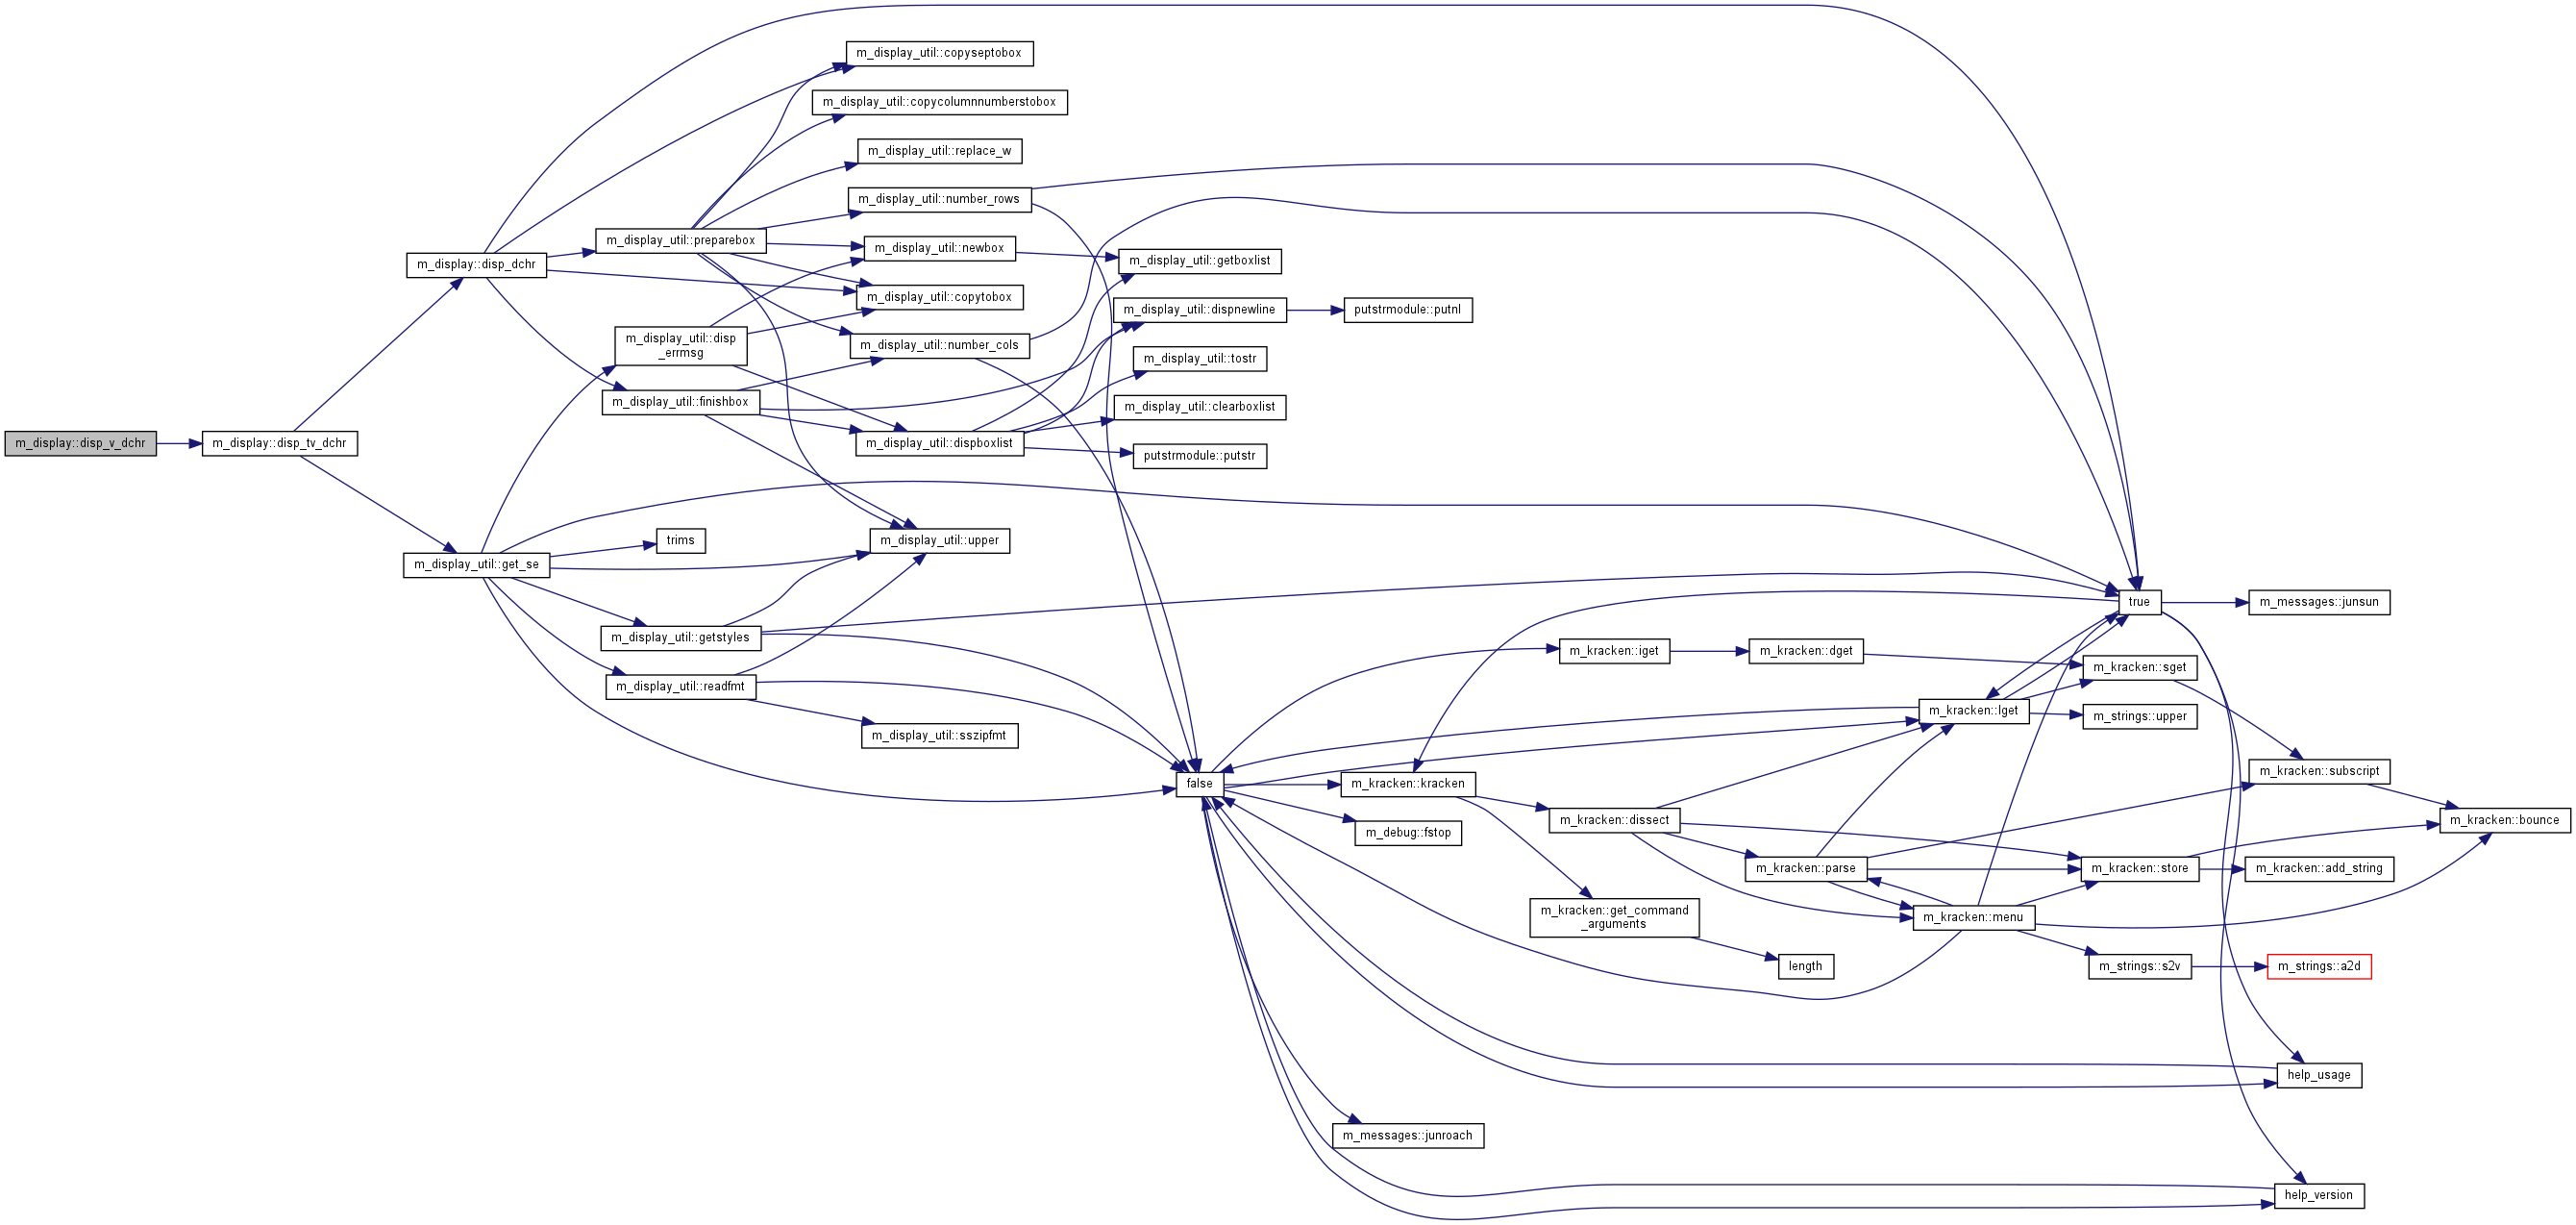 m_display_util::copyseptobox
m_display_util::copycolumnnumberstobox
m_display_util::replace_w
m_display_util::number_rows
m_display_util::preparebox
m_display_util::newbox
m_display::disp_dchr
m_display_util::getboxlist
m_display_util::copytobox
m_display_util::dispnewline
putstrmodule::putnl
m_display_util::disp
_errmsg
m_display_util::number_cols
m_display_util::tostr
m_display_util::finishbox
m_display_util::clearboxlist
m_display::disp_v_dchr
m_display::disp_tv_dchr
m_display_util::dispboxlist
putstrmodule::putstr
trims
m_display_util::upper
m_display_util::get_se
true
m_messages::junsun
m_display_util::getstyles
m_kracken::iget
m_kracken::dget
m_kracken::sget
m_display_util::readfmt
m_kracken::lget
m_strings::upper
m_display_util::sszipfmt
m_kracken::subscript
false
m_kracken::kracken
m_debug::fstop
m_kracken::dissect
m_kracken::bounce
m_kracken::parse
m_kracken::store
m_kracken::add_string
m_kracken::get_command
_arguments
m_kracken::menu
length
m_strings::s2v
m_strings::a2d
help_usage
m_messages::junroach
help_version